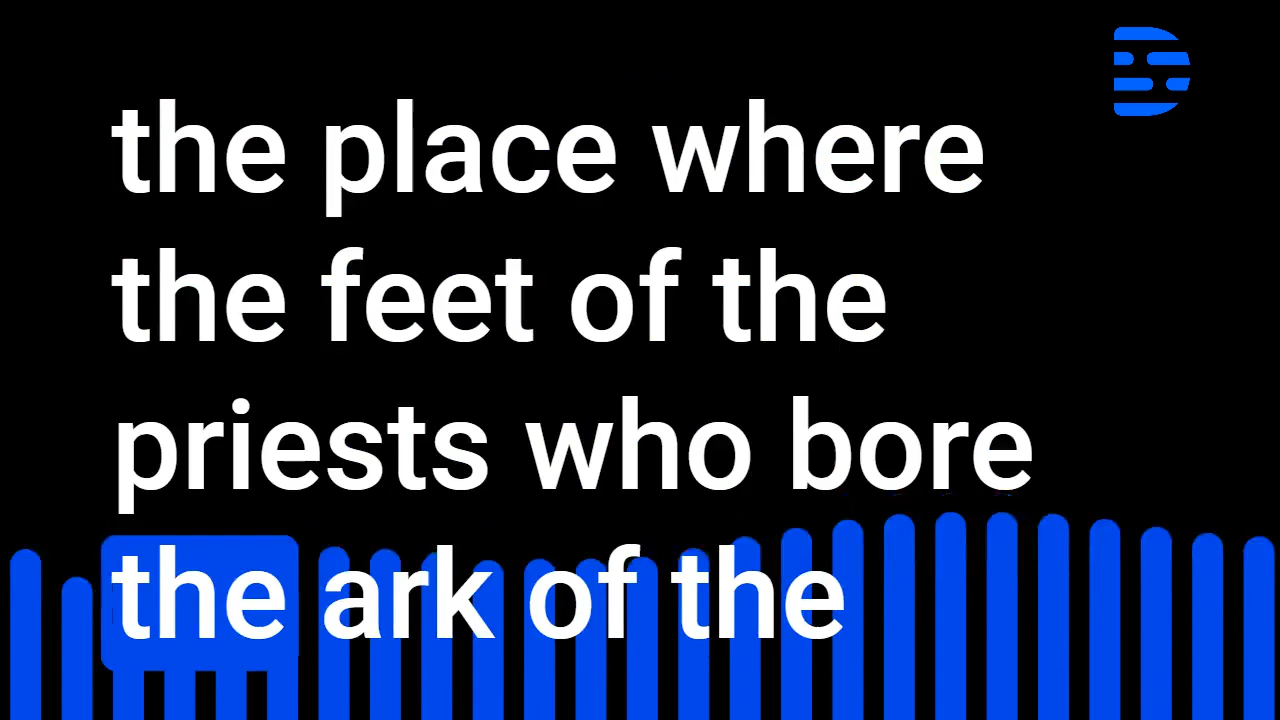 the place where
the feet of the
priests who bore
the ark of the